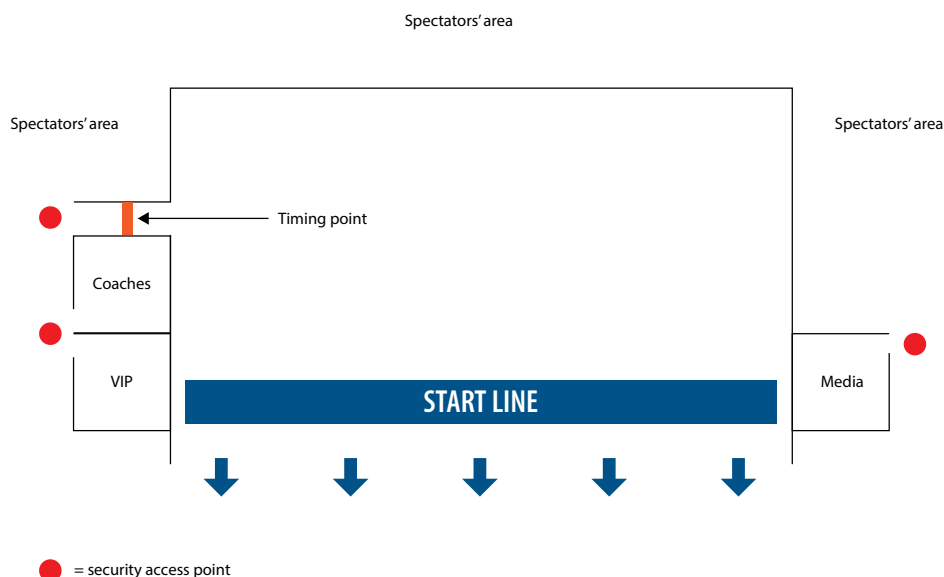 Spectators’ area
Spectators’ area
Spectators’ area
Timing point
Coaches
VIP
START LINE
Media
= security access point